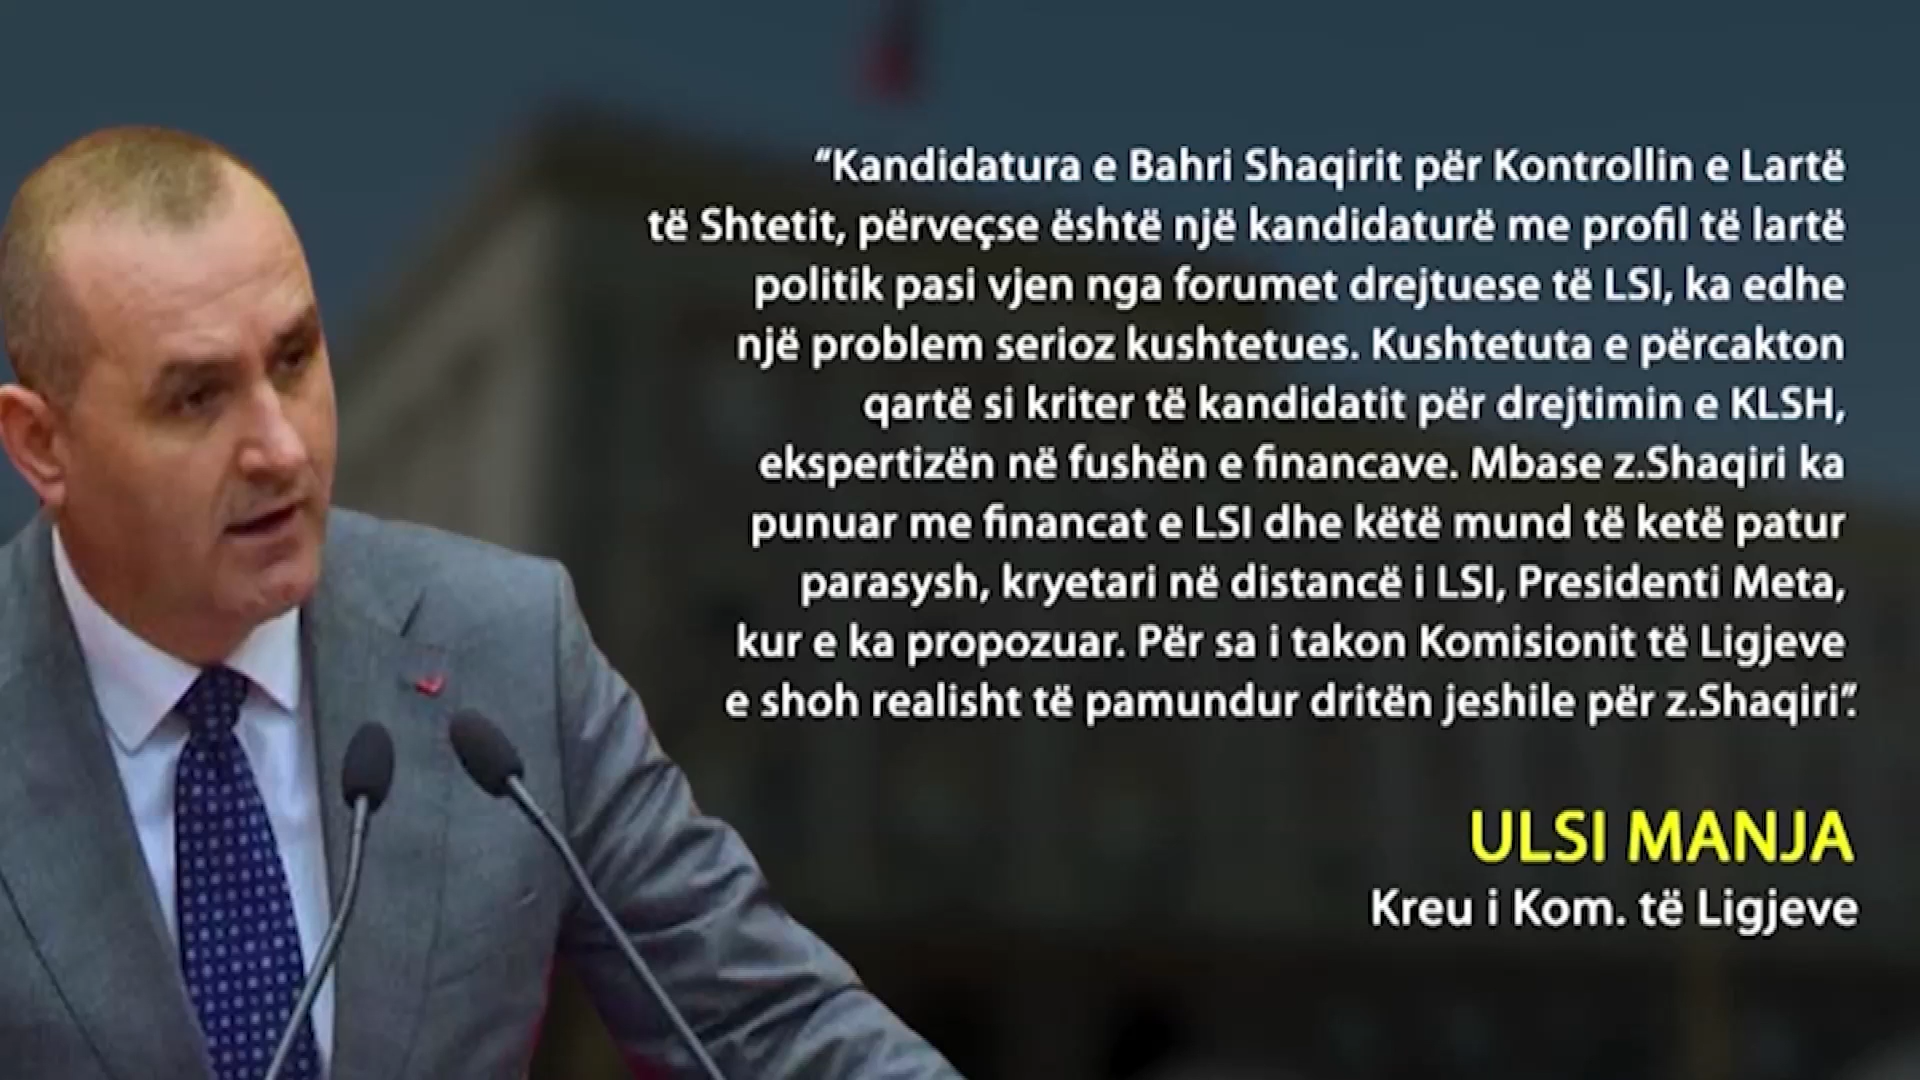 “Kandidatura e Bahri Shaqirit për Kontrollin e Lartë
të Shtetit, përveçse është një kandidaturë me profil të lartë
politik pasi vjen nga forumet drejtuese të LSI, ka edhe
një problem serioz kushtetues. Kushtetuta e përcakton
qartë si kriter të kandidatit për drejtimin e KLSH,
ekspertizën në fushën e financave. Mbase z.Shaqiri ka
punuar me financat e LSI dhe këtë mund të ketë patur
parasysh, kryetari në distancë i LSI, Presidenti Meta,
kur e ka propozuar. Për sa i takon Komisionit të Ligjeve
e shoh realisht të pamundur dritën jeshile për z.Shaqiri”.
ULSI MANJA
Kreu i Kom. të Ligjeve